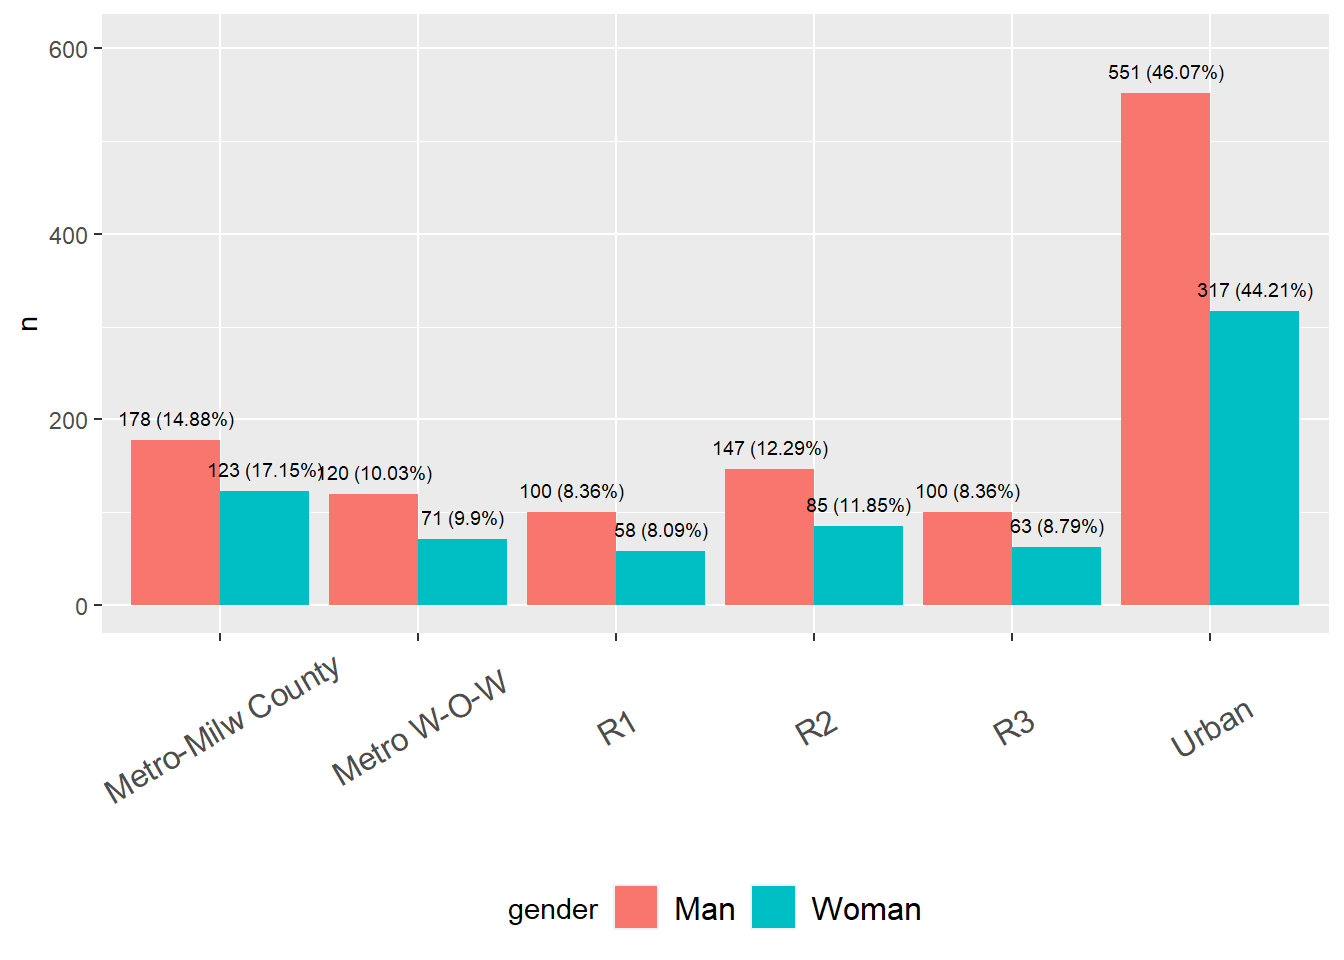 600
551 (46.07%)
400
317 (44.21%)
n
200
178 (14.88%)
123 (17.15%)
120 (10.03%)
71 (9.9%)
100 (8.36%)
58 (8.09%)
147 (12.29%)
85 (11.85%)
100 (8.36%)
63 (8.79%)
0
Metro-Milw County
Metro W-O-W
R1
R2
R3
Urban
gender Man Woman